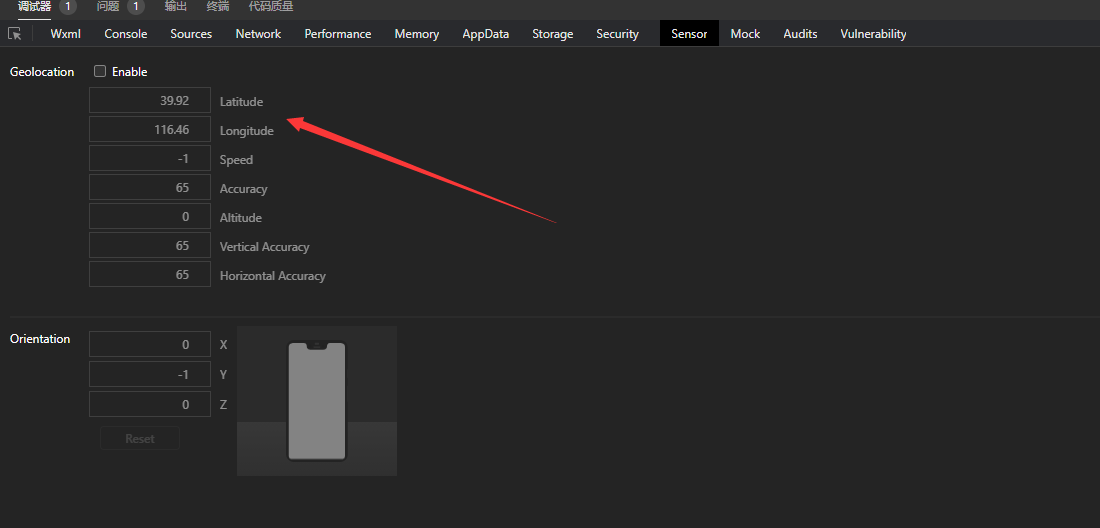 调试器 1 问题 1 输出 终端 代码质量
Wxml Console Sources Network Performance Memory AppData Storage Security Sensor Mock Audits Vulnerability
Geolocation Enable
39.92 Latitude
116.46 Longitude
-1 Speed
65 Accuracy
0 Altitude
65 Vertical Accuracy
65 Horizontal Accuracy
Orientation 0 X
-1 Y
0 Z
Reset